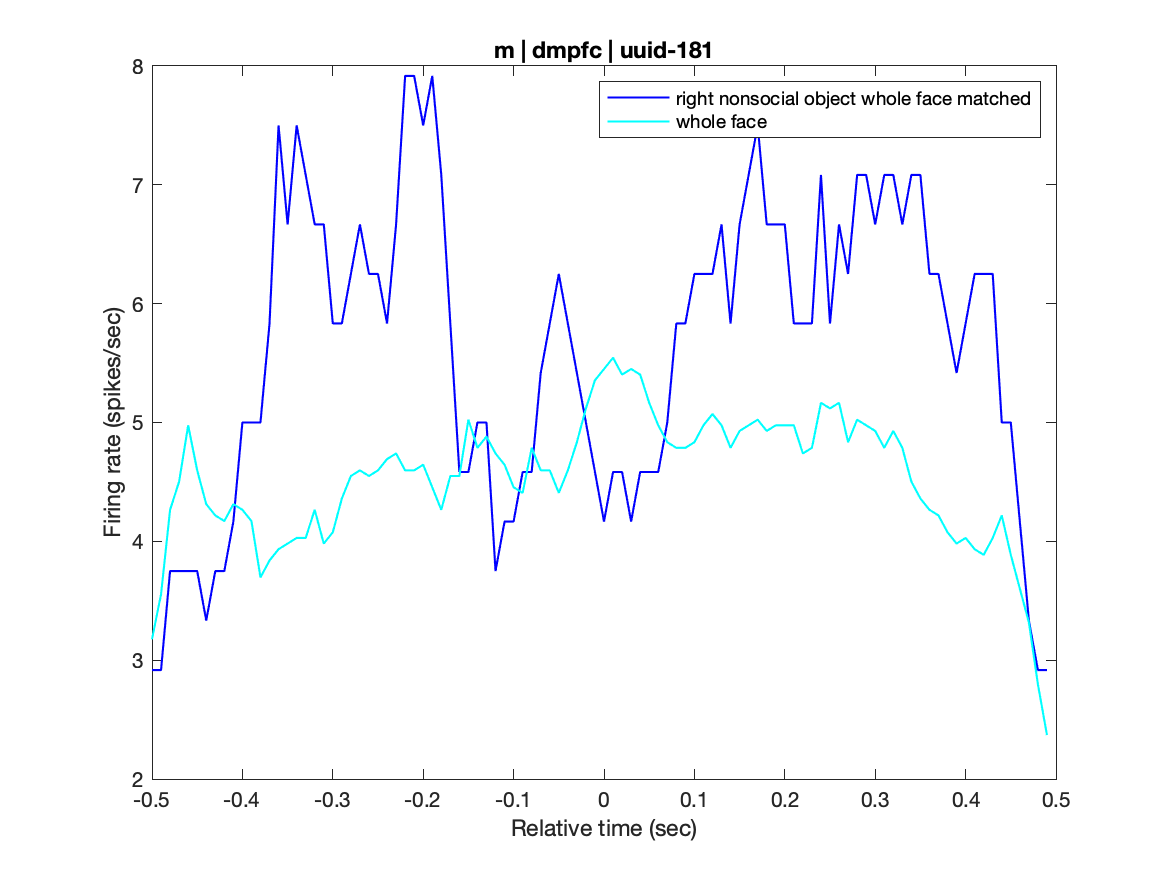 m | dmpfc | uuid-181
right nonsocial object whole face matched
whole face
Firing rate (spikes/sec)
8
7
6
5
4
3
2
-0.5 -0.4 -0.3 -0.2 -0.1 0 0.1 0.2 0.3 0.4 0.5
Relative time (sec)